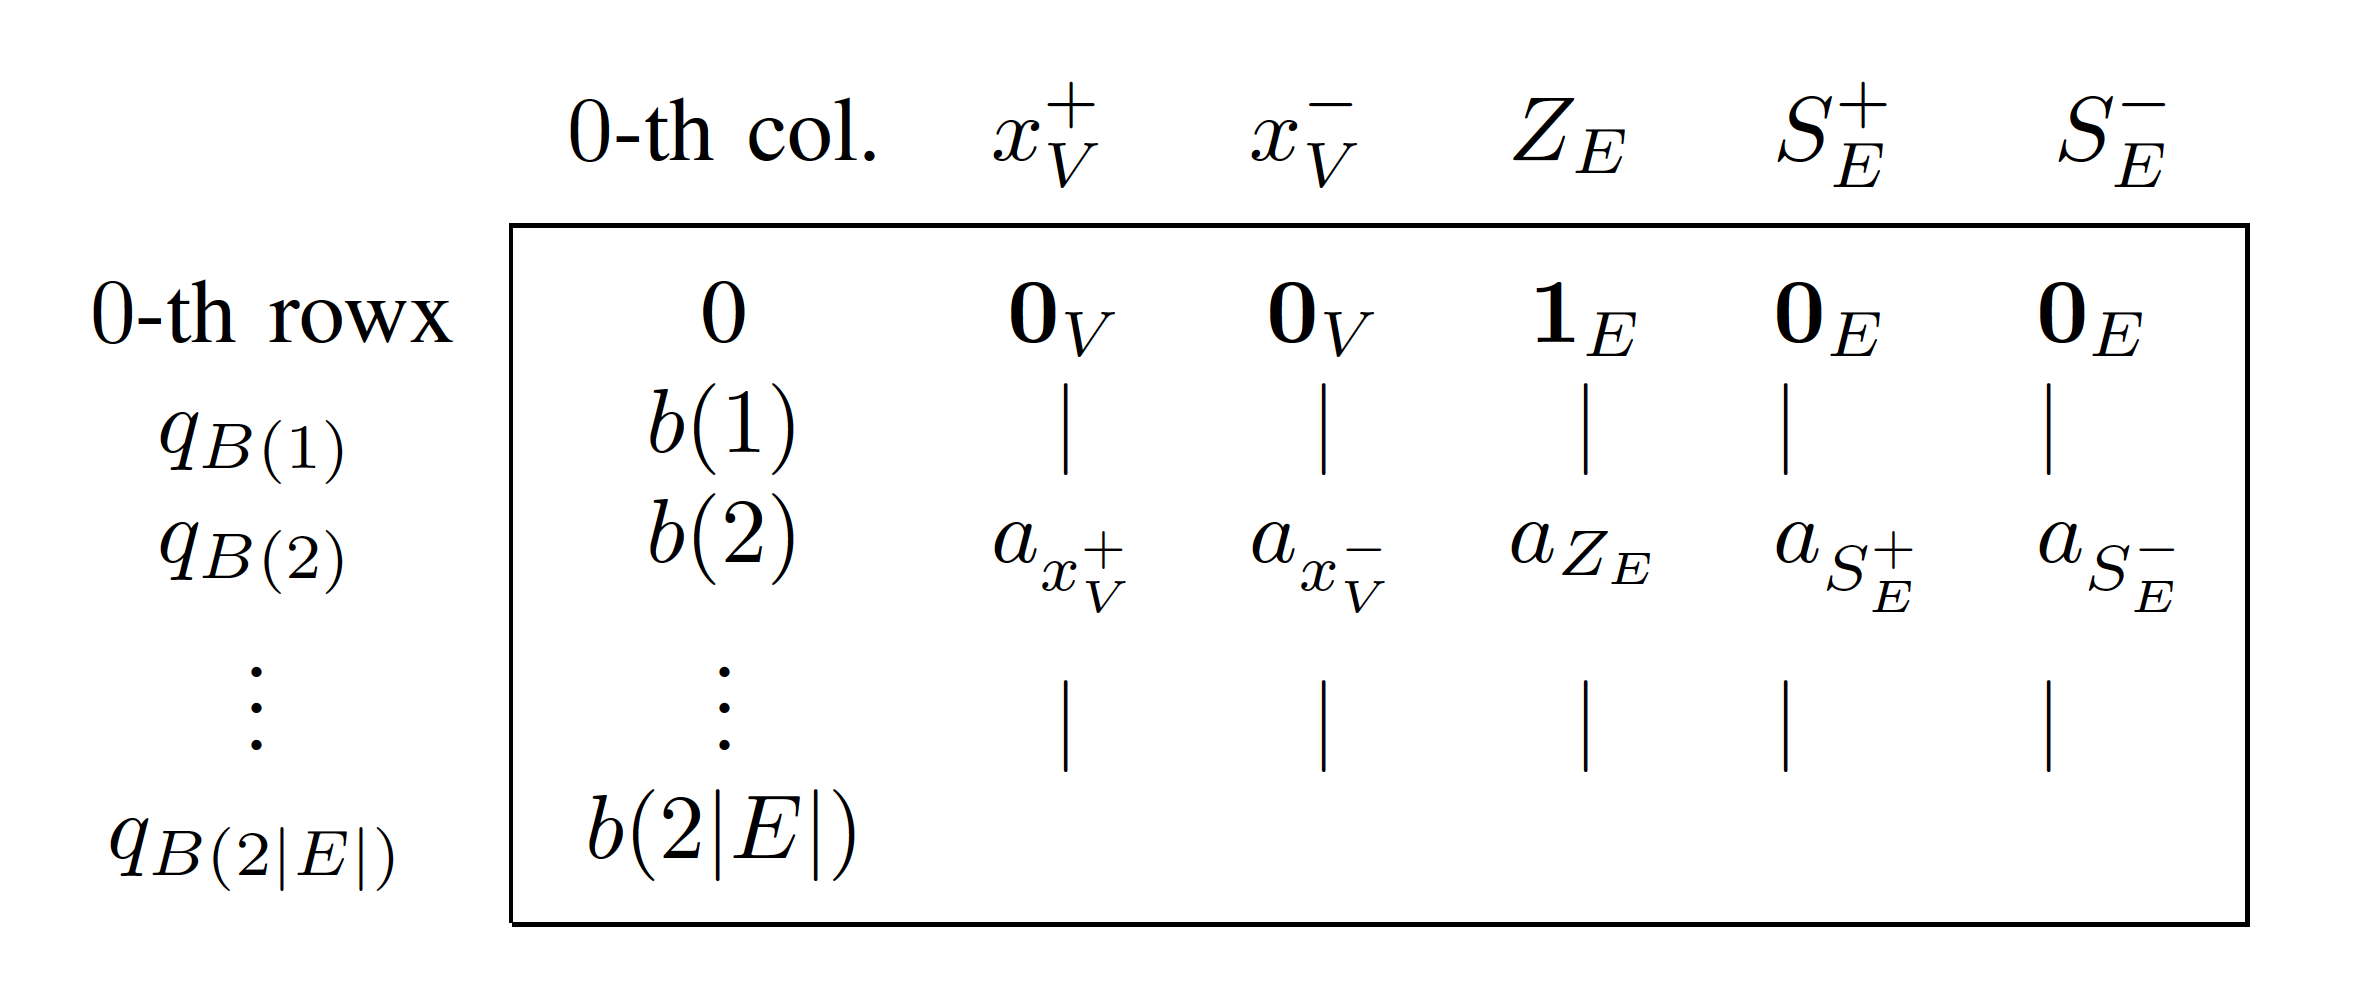 0-th col. x_V^+ x_V^- Z_E S_E^+ S_E^-
0-th rowx 0 𝟎_V 𝟎_V 𝟏_E 𝟎_E 𝟎_E
q_{B(1)} b(1) | | | | |
q_{B(2)} b(2) a_{x_V^+} a_{x_V^-} a_{Z_E} a_{S_E^+} a_{S_E^-}
⋮ ⋮ | | | | |
q_{B(2|E|)} b(2|E|)